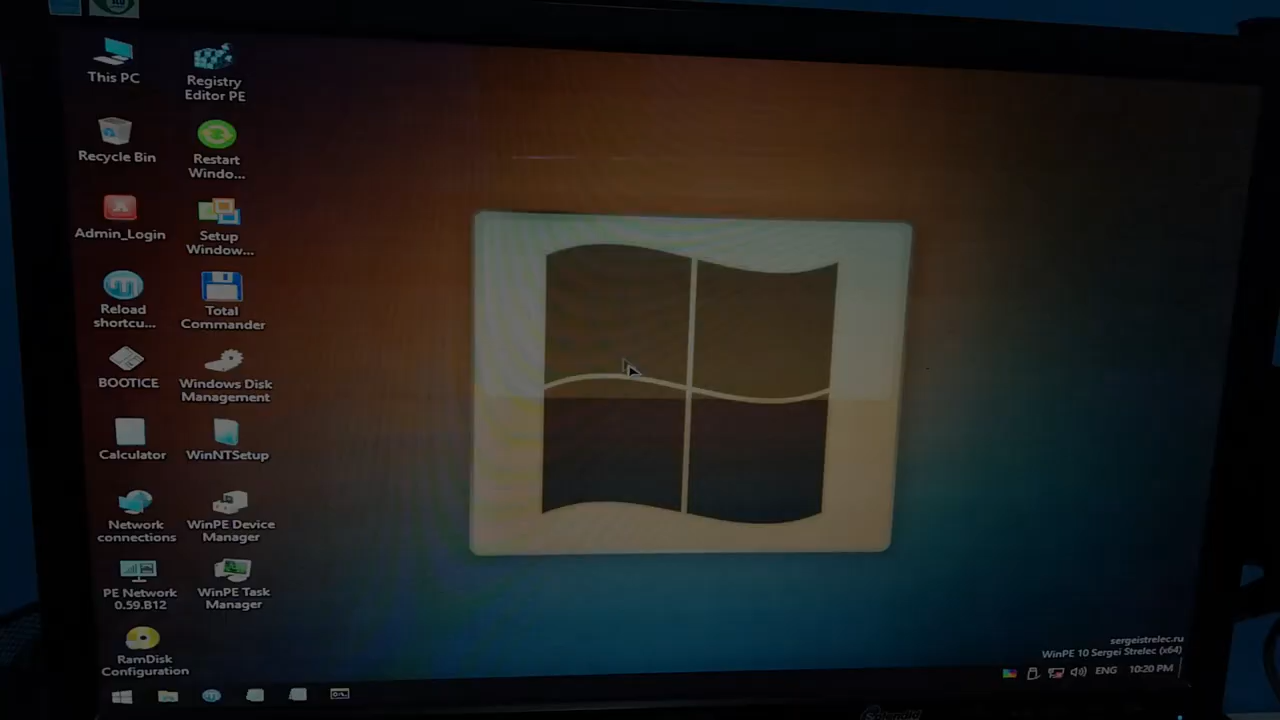 This PC
Registry
Editor PE
Recycle Bin
Restart
Windo...
Admin_Login
Setup
Window...
Reload
shortcu...
Total
Commander
BOOTICE
Windows Disk
Management
Calculator
WinNTSetup
Network
connections
WinPE Device
Manager
PE Network
0.59.B12
WinPE Task
Manager
RamDisk
Configuration
sergeistrelec.ru
WinPE 10 Sergei Strelec (x64)
ENG
10:20 PM